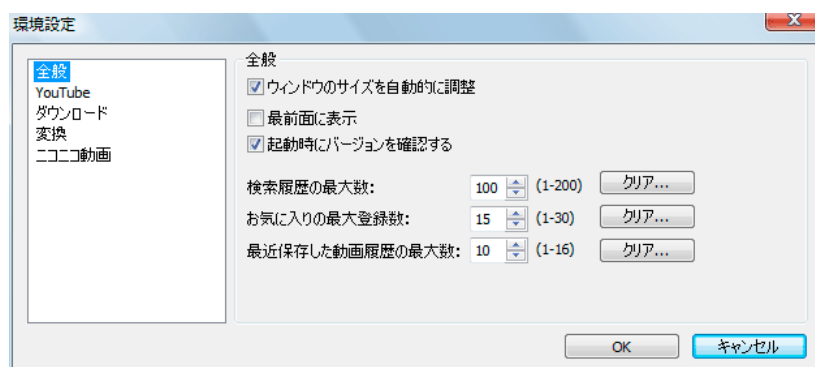 環境設定
全般
YouTube
ダウンロード
変換
ニコニコ動画
全般
ウィンドウのサイズを自動的に調整
最前面に表示
起動時にバージョンを確認する
検索履歴の最大数: 100 (1-200) クリア...
お気に入りの最大登録数: 15 (1-30) クリア...
最近保存した動画履歴の最大数: 10 (1-16) クリア...
OK キャンセル